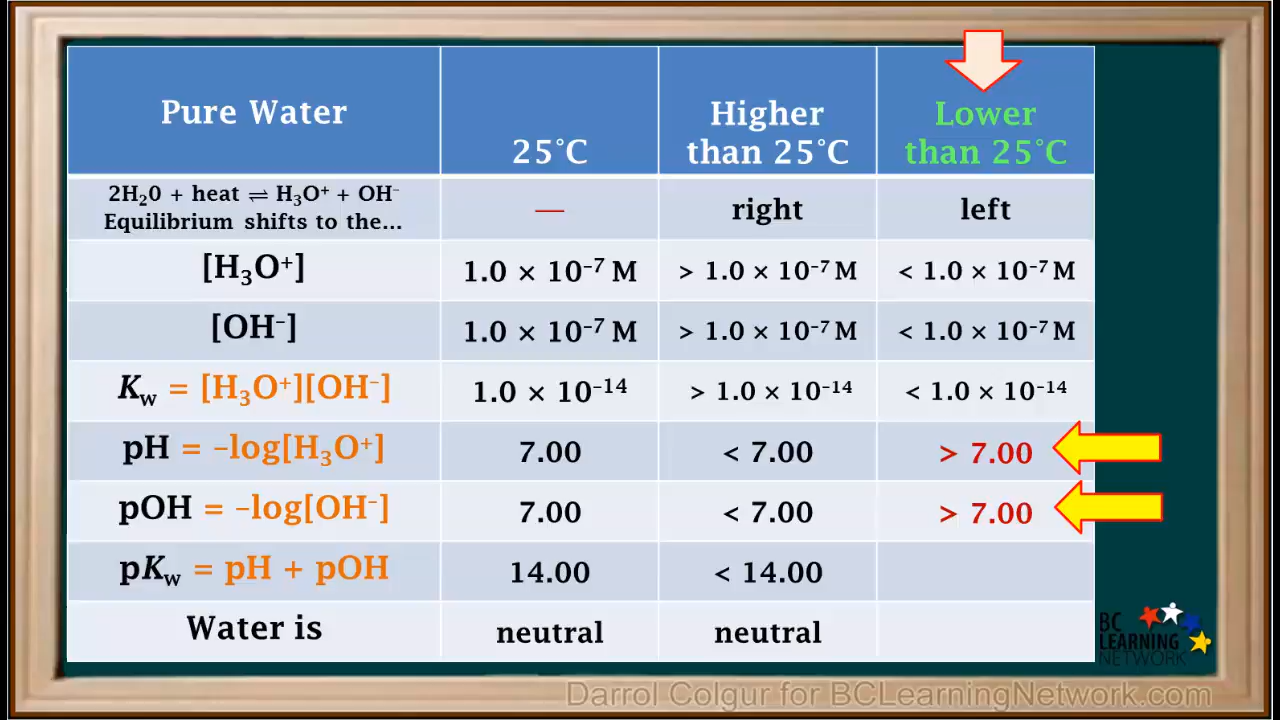 Pure Water
25°C
Higher than 25°C
Lower than 25°C
2H₂0 + heat ⇌ H₃O⁺ + OH⁻
Equilibrium shifts to the...
—
right
left
[H₃O⁺]
1.0 × 10⁻⁷ M
> 1.0 × 10⁻⁷ M
< 1.0 × 10⁻⁷ M
[OH⁻]
1.0 × 10⁻⁷ M
> 1.0 × 10⁻⁷ M
< 1.0 × 10⁻⁷ M
Kw = [H₃O⁺][OH⁻]
1.0 × 10⁻¹⁴
> 1.0 × 10⁻¹⁴
< 1.0 × 10⁻¹⁴
pH = –log[H₃O⁺]
7.00
< 7.00
> 7.00
pOH = –log[OH⁻]
7.00
< 7.00
> 7.00
pKw = pH + pOH
14.00
< 14.00
Water is
neutral
neutral
BC
LEARNING
NETWORK
Darrol Colgur for BCLearningNetwork.com